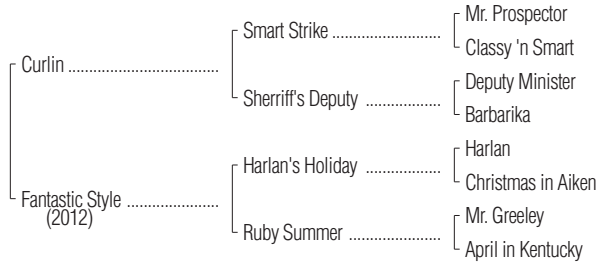 Mr. Prospector
Smart Strike ......................
Classy 'n Smart
Curlin ..............................
Deputy Minister
Sherriff's Deputy ...............
Barbarika
Harlan
Harlan's Holiday ...............
Christmas in Aiken
Fantastic Style ...................
(2012)
Mr. Greeley
Ruby Summer ..................
April in Kentucky